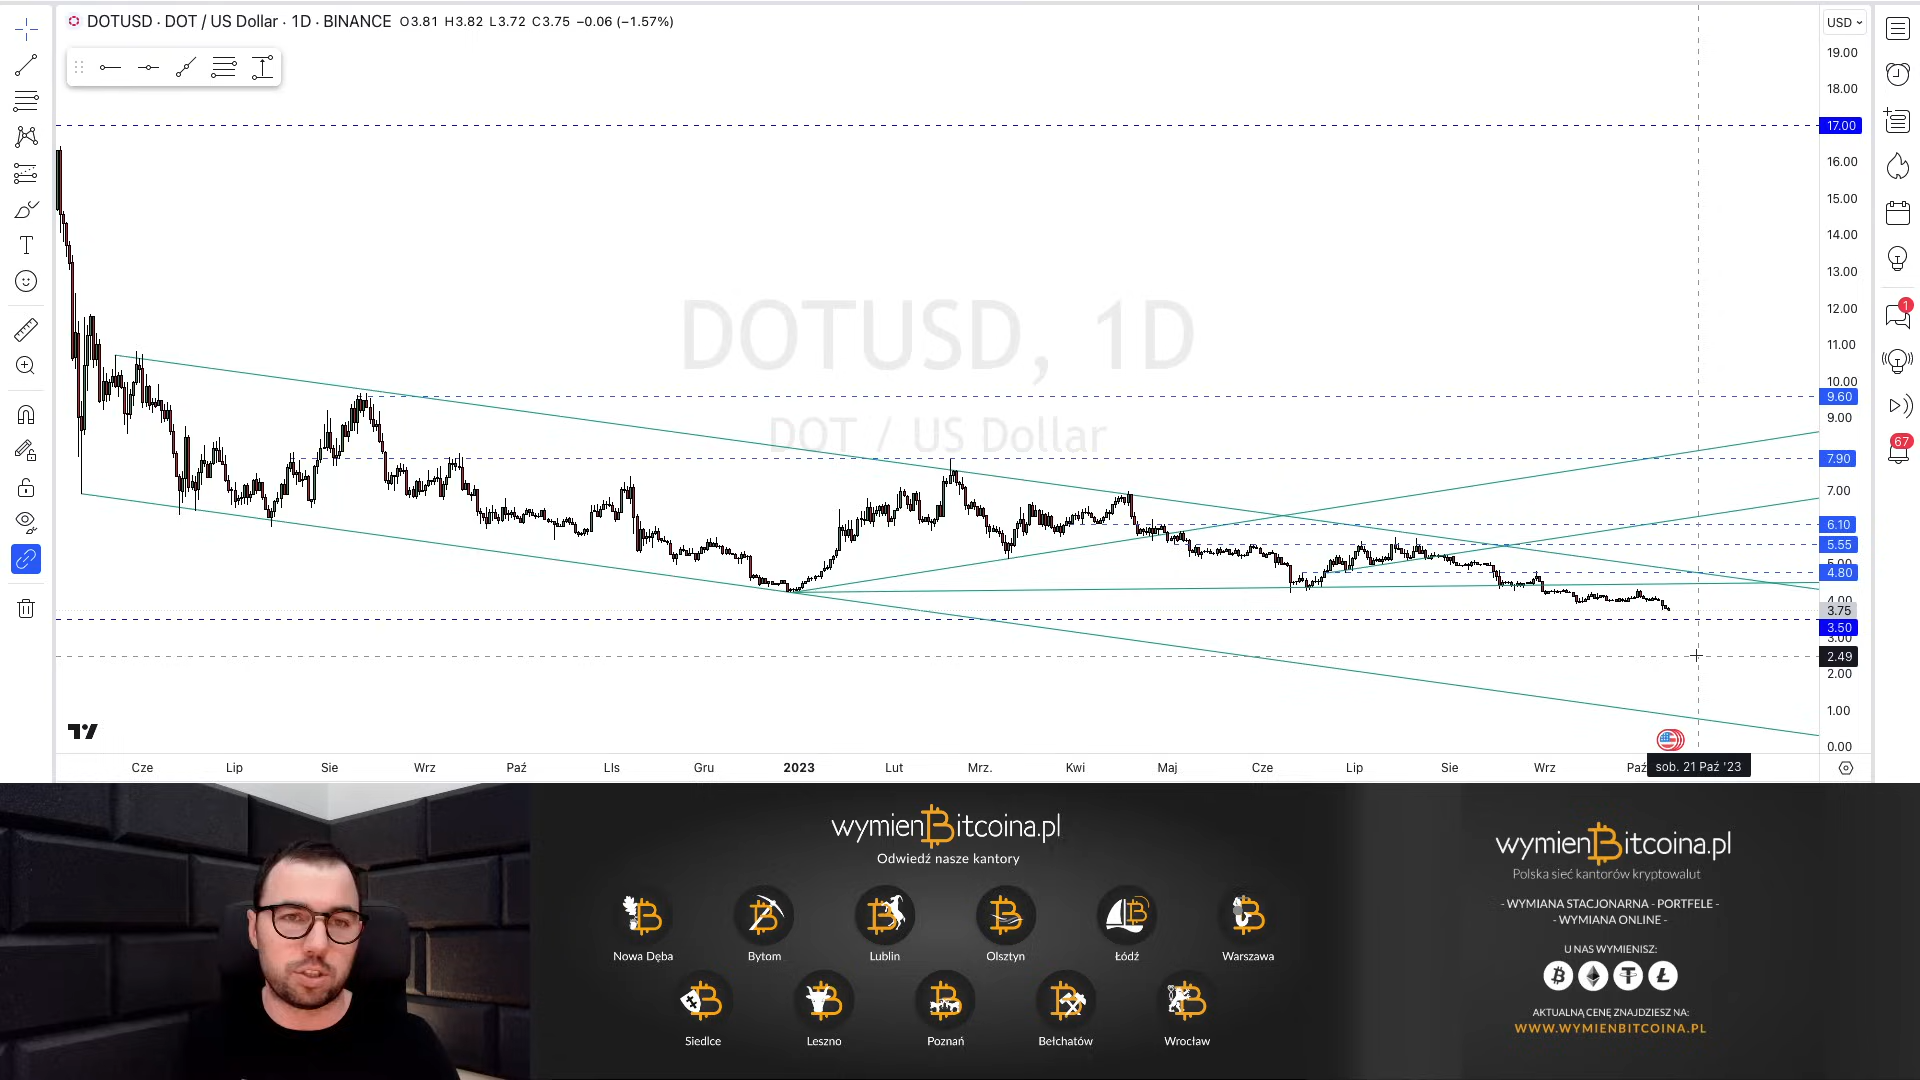 DOTUSD · DOT / US Dollar · 1D · BINANCE O3.81 H3.82 L3.72 C3.75 −0.06 (−1.57%)
USD
19.00
18.00
17.00
16.00
15.00
14.00
13.00
12.00
11.00
10.00
9.60
9.00
7.90
7.00
6.10
5.55
5.00
4.80
4.00
3.75
3.50
3.00
2.49
2.00
1.00
0.00
DOTUSD, 1D
DOT / US Dollar
T
1
67
Cze Lip Sie Wrz Paź LIs Gru 2023 Lut Mrz. Kwi Maj Cze Lip Sie Wrz Paź sob. 21 Paź '23
wymienBitcoina.pl
Odwiedź nasze kantory
Nowa Dęba Bytom Lublin Olsztyn Łódź Warszawa
Siedlce Leszno Poznań Bełchatów Wrocław
wymienBitcoina.pl
Polska sieć kantorów kryptowalut
- WYMIANA STACJONARNA - PORTFELE -
- WYMIANA ONLINE -
U NAS WYMIENISZ:
AKTUALNĄ CENĘ ZNAJDZIESZ NA:
WWW.WYMIENBITCOINA.PL